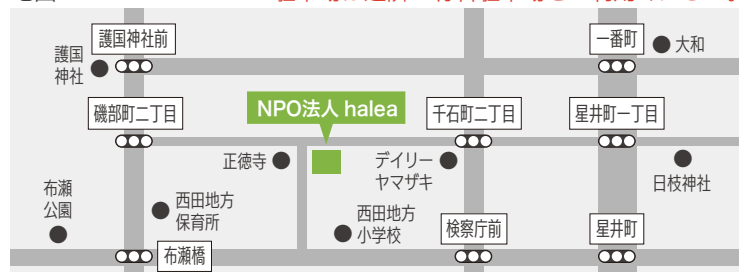 護国神社前
一番町
大和
護国
神社
磯部町二丁目
NPO法人 halea
千石町二丁目
星井町一丁目
正徳寺
デイリー
ヤマザキ
日枝神社
布瀬
公園
西田地方
保育所
西田地方
小学校
検察庁前
星井町
布瀬橋